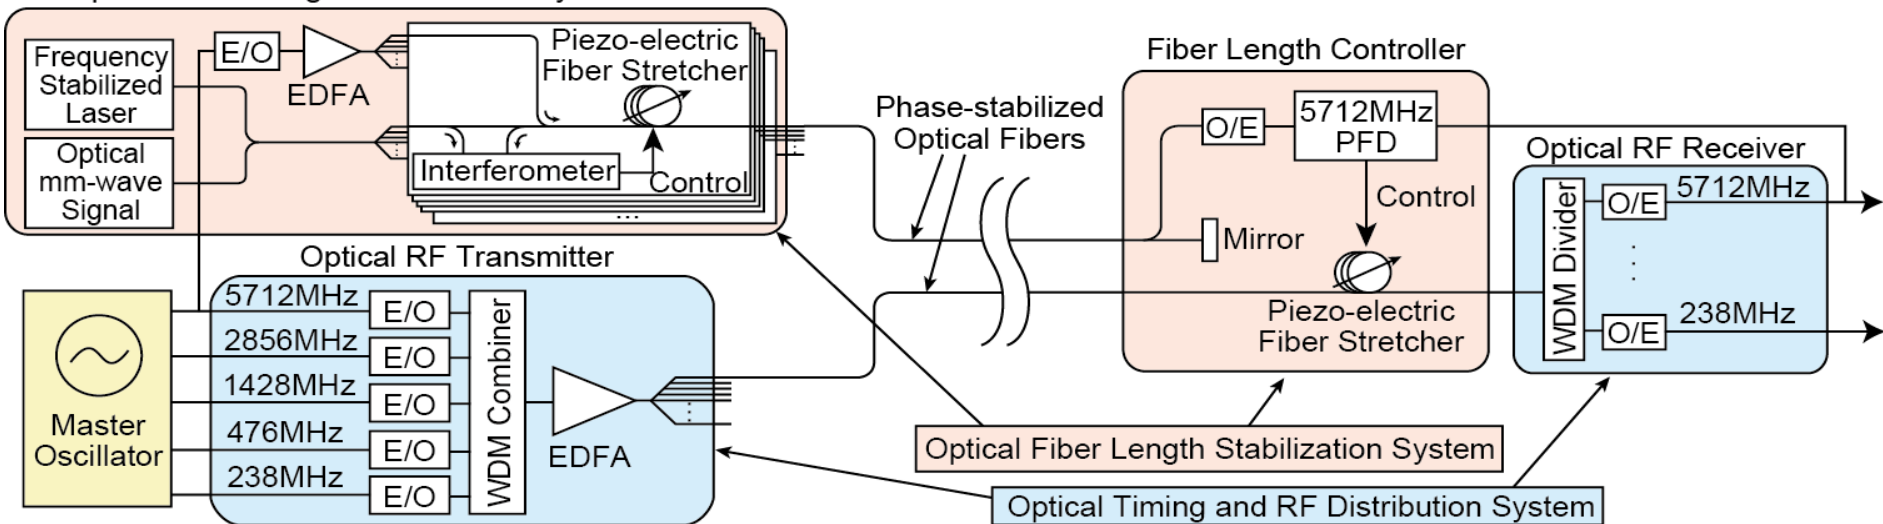 Frequency
Stabilized
Laser
Optical
mm-wave
Signal
E/O
EDFA
Piezo-electric
Fiber Stretcher
Interferometer
Control
...
Phase-stabilized
Optical Fibers
Fiber Length Controller
O/E
5712MHz
PFD
Control
Mirror
Piezo-electric
Fiber Stretcher
Optical RF Receiver
WDM Divider
O/E
5712MHz
O/E
238MHz
Optical RF Transmitter
Master
Oscillator
5712MHz
E/O
2856MHz
E/O
1428MHz
E/O
476MHz
E/O
238MHz
E/O
WDM Combiner
EDFA
Optical Fiber Length Stabilization System
Optical Timing and RF Distribution System